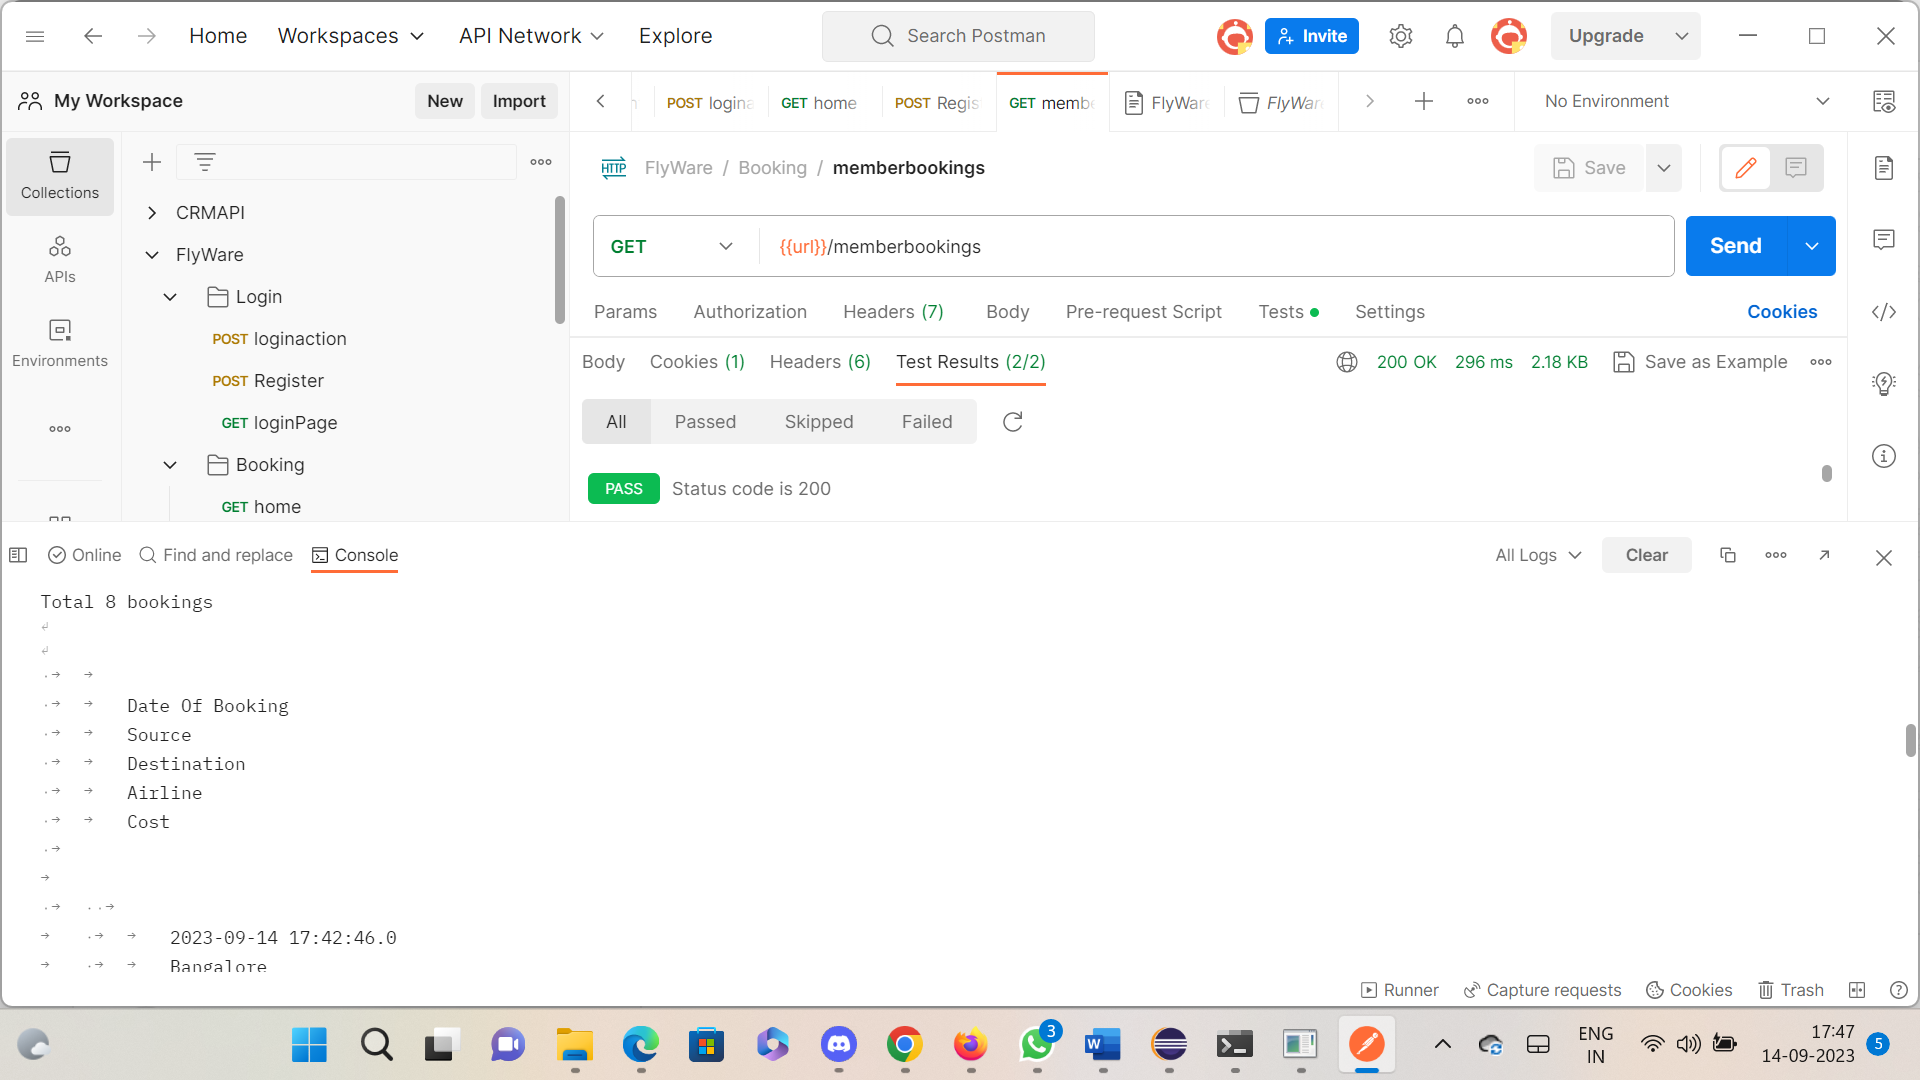 Home Workspaces API Network Explore Search Postman Invite Upgrade
My Workspace New Import POST logina GET home POST Regis GET memb FlyWare FlyWare No Environment
Collections
APIs
Environments
CRMAPI
FlyWare
Login
POST loginaction
POST Register
GET loginPage
Booking
GET home
HTTP FlyWare / Booking / memberbookings Save
GET {{url}}/memberbookings Send
Params Authorization Headers (7) Body Pre-request Script Tests Settings Cookies
Body Cookies (1) Headers (6) Test Results (2/2) 200 OK 296 ms 2.18 KB Save as Example
All Passed Skipped Failed
PASS Status code is 200
Online Find and replace Console All Logs Clear
Total 8 bookings
Date Of Booking
Source
Destination
Airline
Cost
2023-09-14 17:42:46.0
Bangalore
Runner Capture requests Cookies Trash
3
W
ENG
IN
17:47
14-09-2023
5